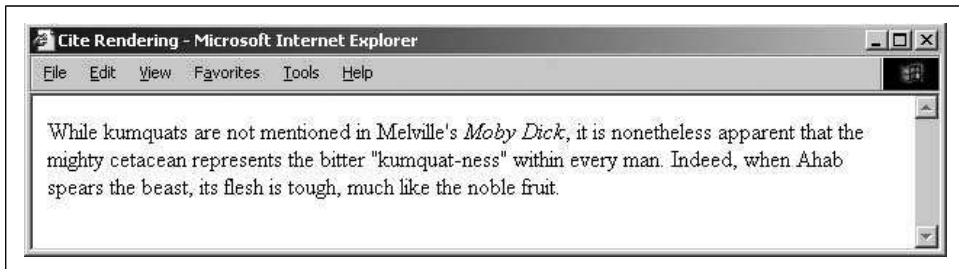 Cite Rendering - Microsoft Internet Explorer
File Edit View Favorites Tools Help
While kumquats are not mentioned in Melville's Moby Dick, it is nonetheless apparent that the
mighty cetacean represents the bitter "kumquat-ness" within every man. Indeed, when Ahab
spears the beast, its flesh is tough, much like the noble fruit.